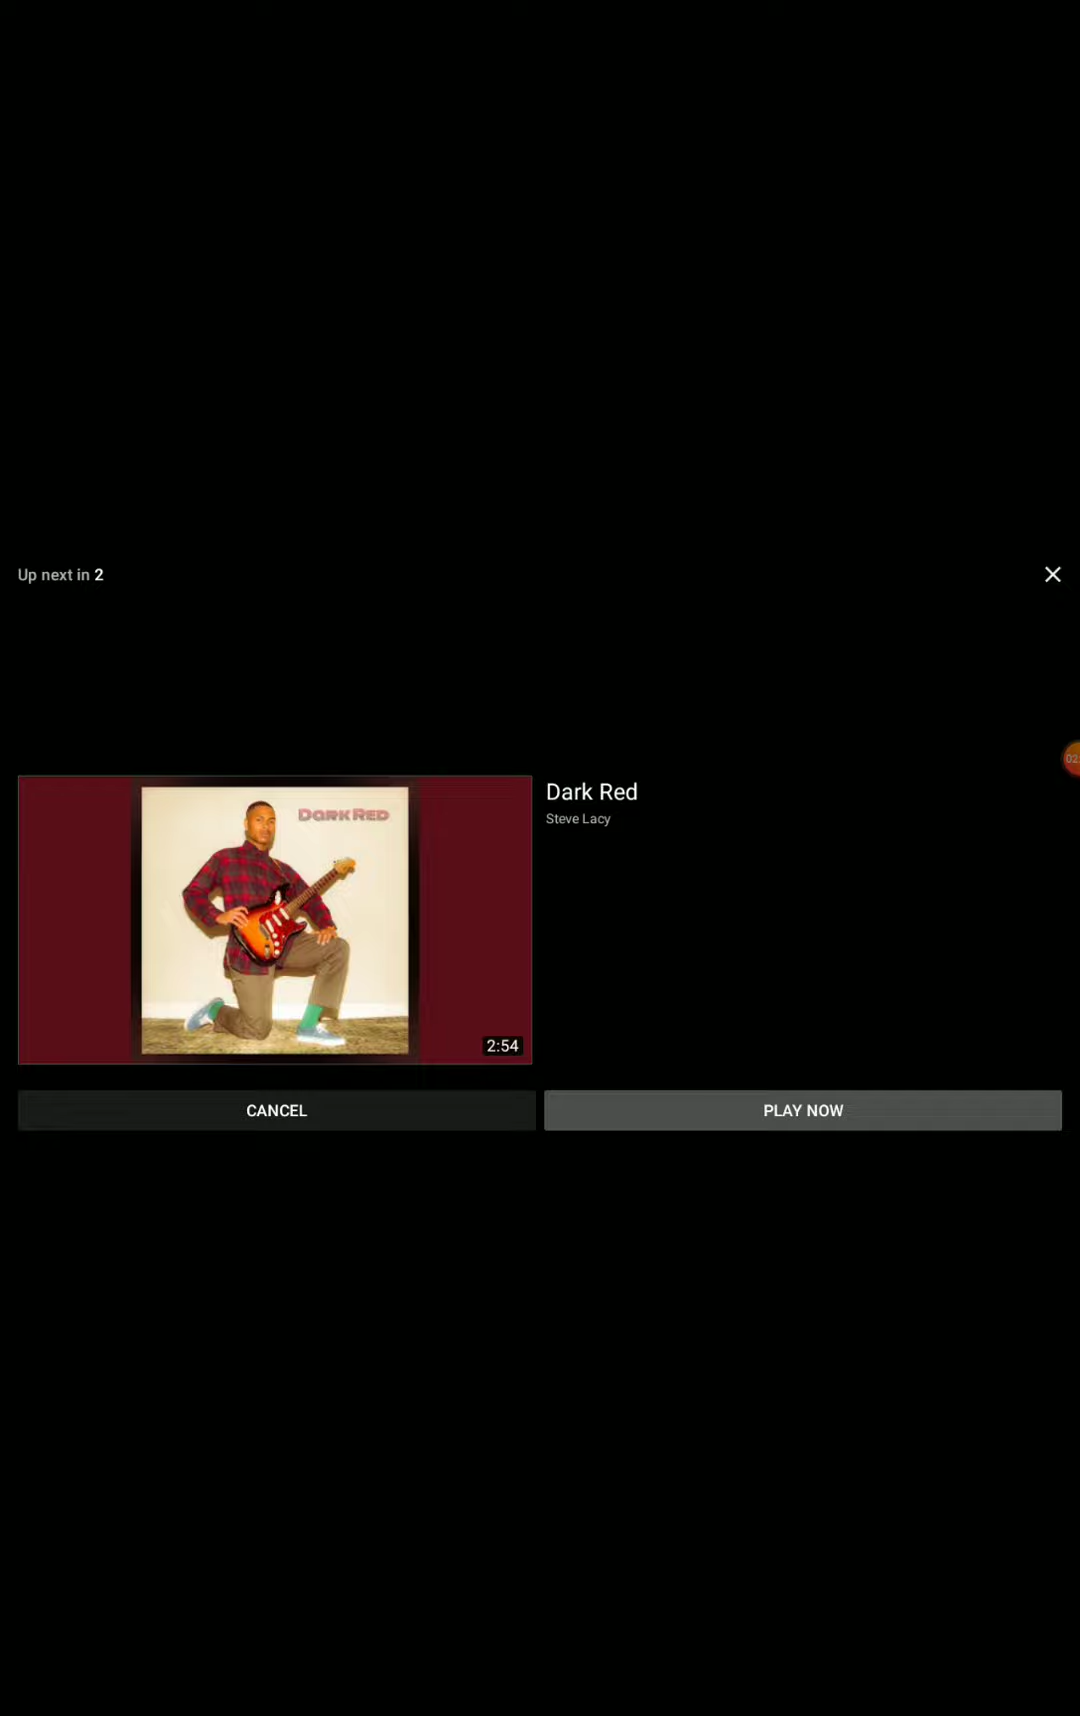 Up next in 2
Dark Red
Steve Lacy
DARK RED
2:54
CANCEL
PLAY NOW